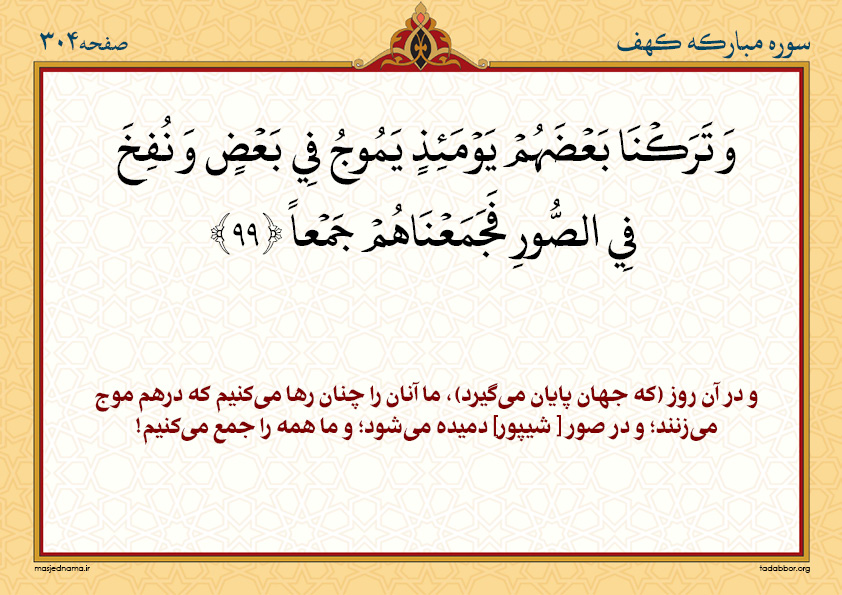 سوره مبارکه کهف
صفحه۳۰۴
وَ تَرَكْنَا بَعْضَهُمْ يَوْمَئِذٍ يَمُوجُ فِي بَعْضٍ وَ نُفِخَ
فِي الصُّورِ فَجَمَعْنَاهُمْ جَمْعاً ﴿۹۹﴾
و در آن روز (که جهان پایان می‌گیرد)، ما آنان را چنان رها می‌کنیم که درهم موج
می‌زنند؛ و در صور [ شیپور] دمیده می‌شود؛ و ما همه را جمع می‌کنیم!
masjednama.ir
tadabbor.org